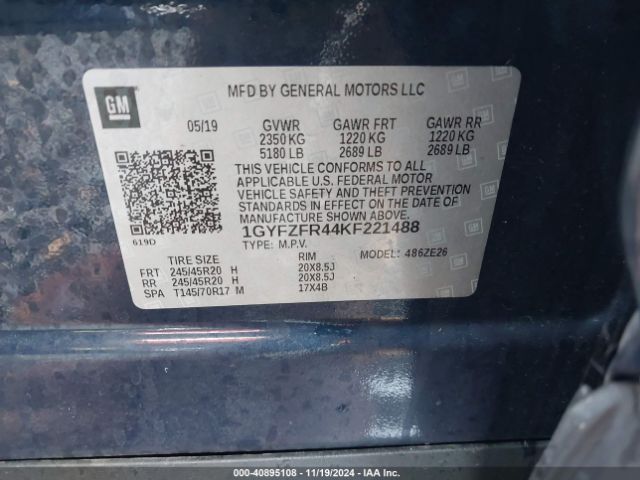 GM
MFD BY GENERAL MOTORS LLC
05/19 GVWR GAWR FRT GAWR RR
2350 KG 1220 KG 1220 KG
5180 LB 2689 LB 2689 LB
THIS VEHICLE CONFORMS TO ALL
APPLICABLE U.S. FEDERAL MOTOR
VEHICLE SAFETY AND THEFT PREVENTION
STANDARDS IN EFFECT ON THE DATE OF
MANUFACTURE SHOWN ABOVE.
619D 1GYFZFR44KF221488
TYPE: M.P.V. MODEL: 486ZE26
TIRE SIZE RIM
FRT 245/45R20 H 20X8.5J
RR 245/45R20 H 20X8.5J
SPA T145/70R17 M 17X4B
00-40895108 - 11/19/2024 - IAA Inc.